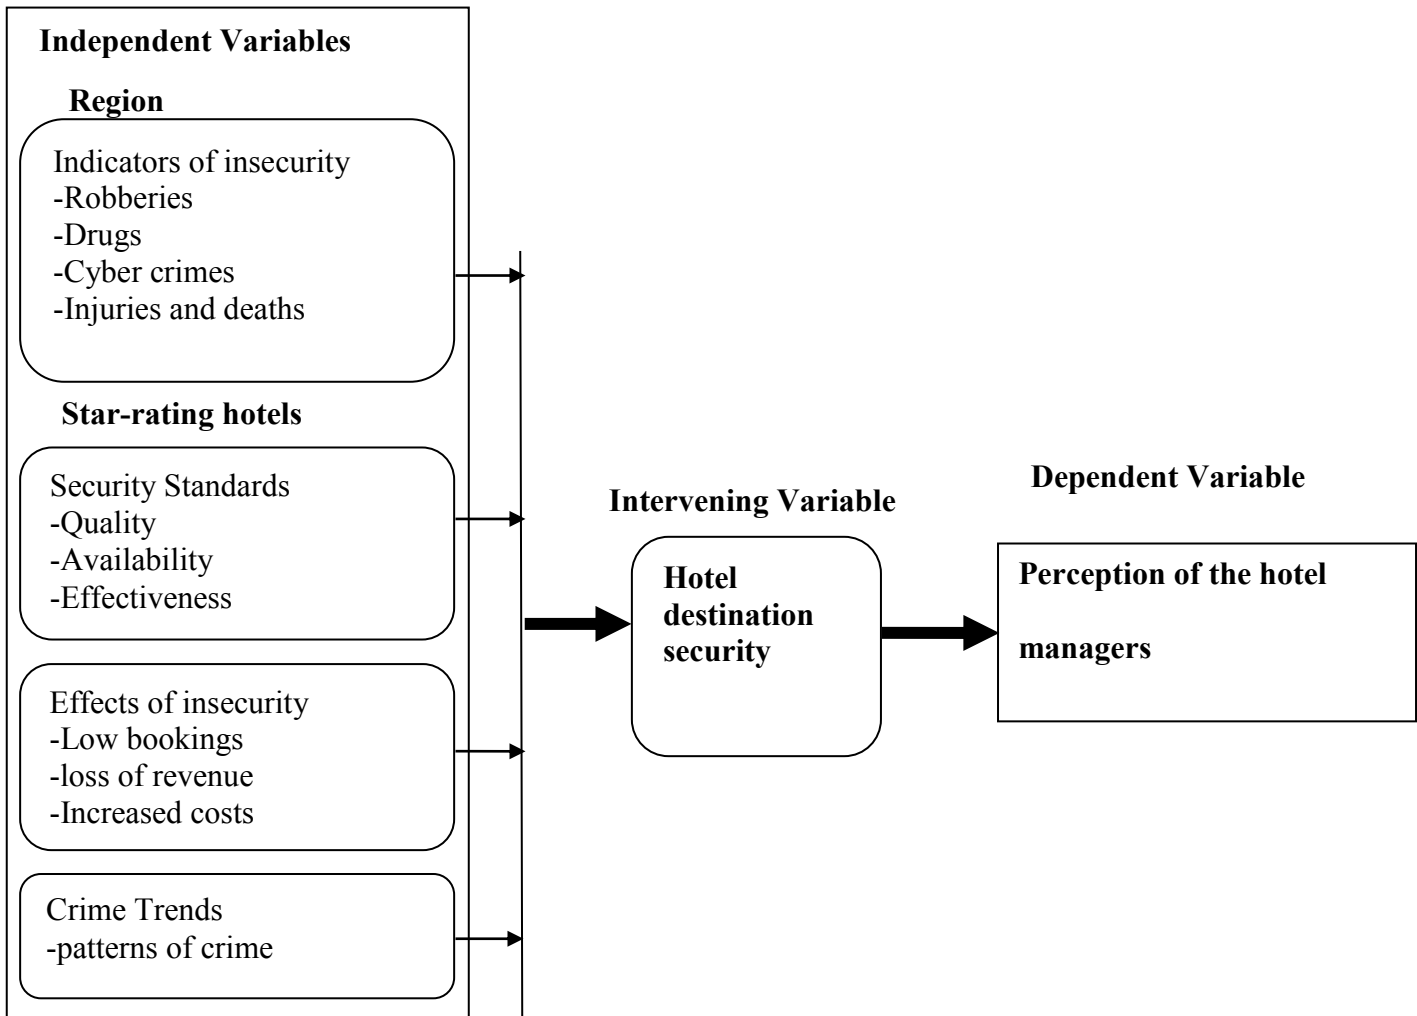 Independent Variables
Region
Indicators of insecurity
-Robberies
-Drugs
-Cyber crimes
-Injuries and deaths
Star-rating hotels
Security Standards
-Quality
-Availability
-Effectiveness
Effects of insecurity
-Low bookings
-loss of revenue
-Increased costs
Crime Trends
-patterns of crime
Intervening Variable
Hotel
destination
security
Dependent Variable
Perception of the hotel
managers